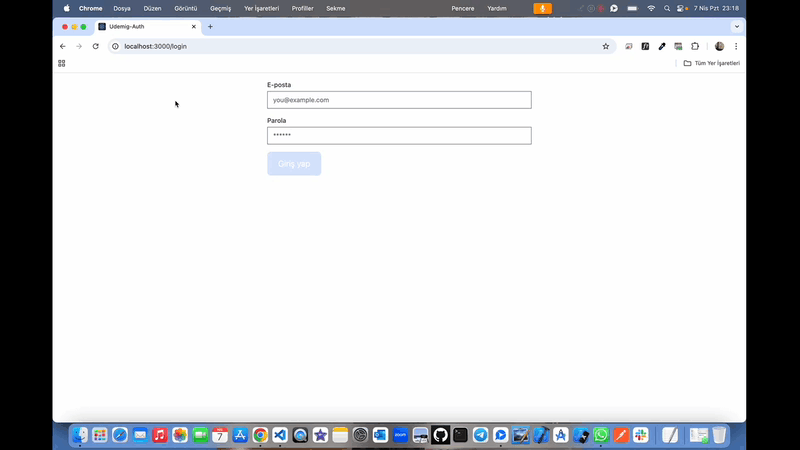 Chrome Dosya Düzen Görüntü Geçmiş Yer İşaretleri Profiller Sekme Pencere Yardım 7 Nis Pzt 23:18
Udemig-Auth
localhost:3000/login
Tüm Yer İşaretleri
E-posta
you@example.com
Parola
******
Giriş yap
7
zoom